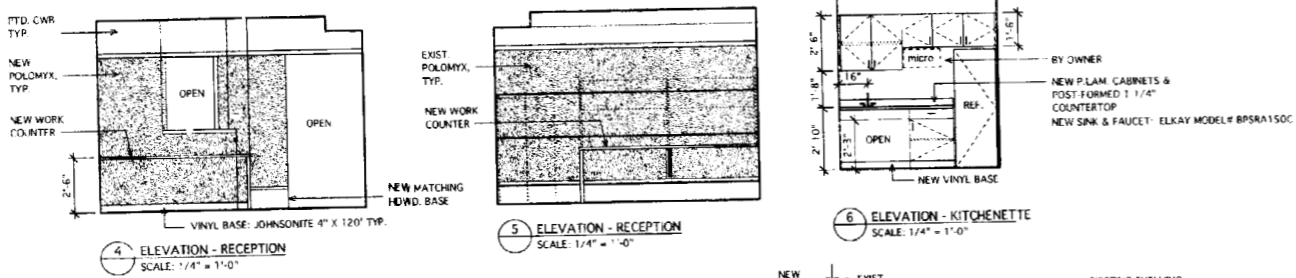 PTD. GWB
TYP.
NEW
POLOMYX,
TYP.
NEW WORK
COUNTER
2'-6"
OPEN
OPEN
NEW MATCHING
HDWD. BASE
VINYL BASE: JOHNSONITE 4" X 120' TYP.
4 ELEVATION - RECEPTION
SCALE: 1/4" = 1'-0"
EXIST.
POLOMYX,
TYP.
NEW WORK
COUNTER
5 ELEVATION - RECEPTION
SCALE: 1/4" = 1'-0"
2'-6"
1'-8"
2'-10"
16"
2'-3"
1'-6"
micro
OPEN
REF.
BY OWNER
NEW P.LAM. CABINETS &
POST-FORMED 1 1/4"
COUNTERTOP
NEW SINK & FAUCET: ELKAY MODEL# BPSRA150C
NEW VINYL BASE
6 ELEVATION - KITCHENETTE
SCALE: 1/4" = 1'-0"
NEW
EXIST